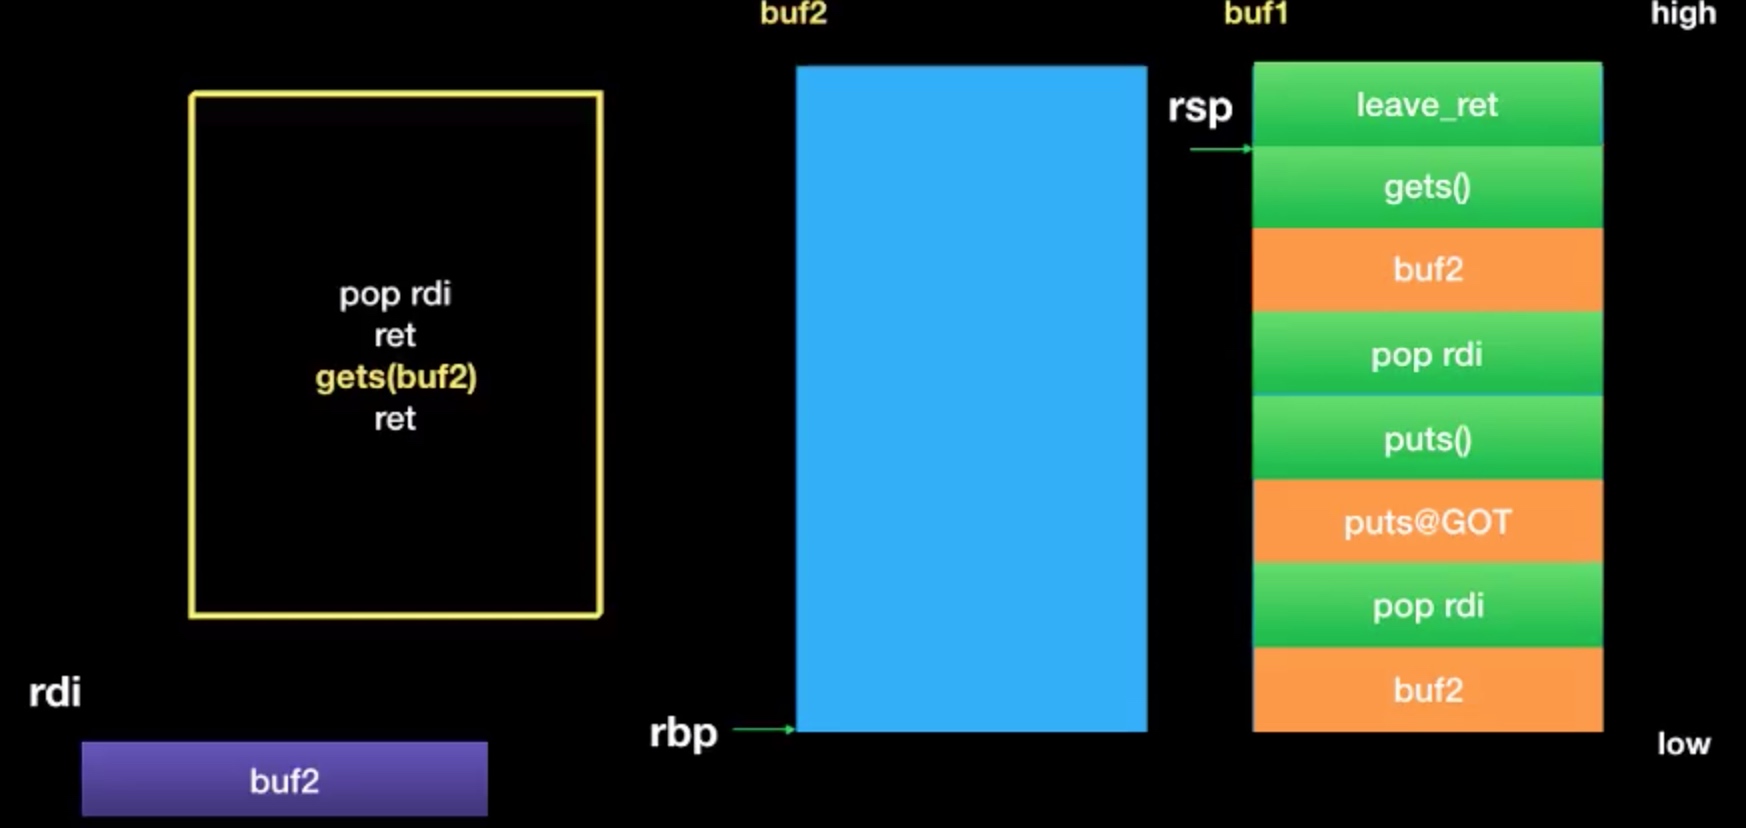 buf2
buf1
high
rsp
leave_ret
gets()
buf2
pop rdi
puts()
puts@GOT
pop rdi
buf2
low
pop rdi
ret
gets(buf2)
ret
rdi
buf2
rbp